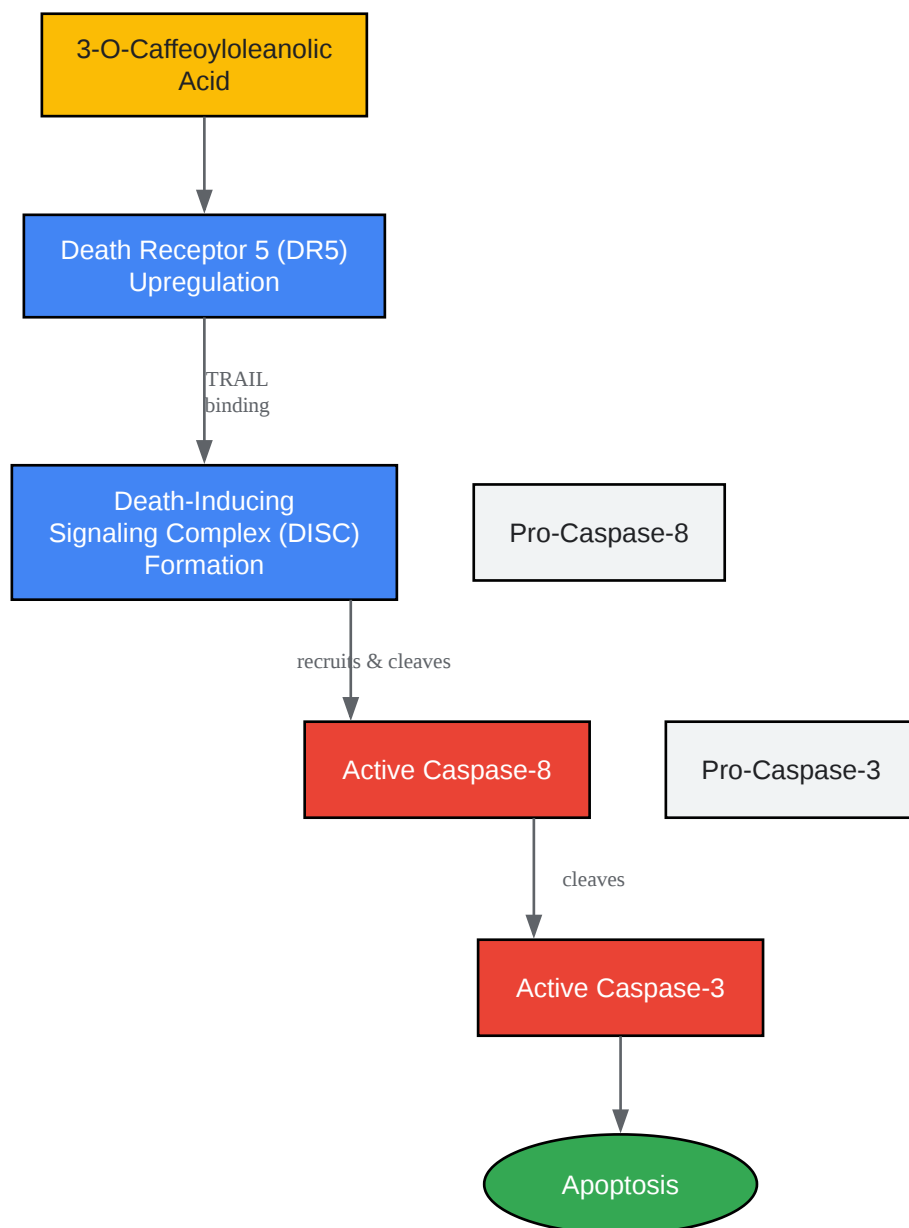 3-O-Caffeoyloleanolic
Acid
Death Receptor 5 (DR5)
Upregulation
TRAIL
binding
Death-Inducing
Signaling Complex (DISC)
Formation
Pro-Caspase-8
recruits & cleaves
Active Caspase-8
Pro-Caspase-3
cleaves
Active Caspase-3
Apoptosis